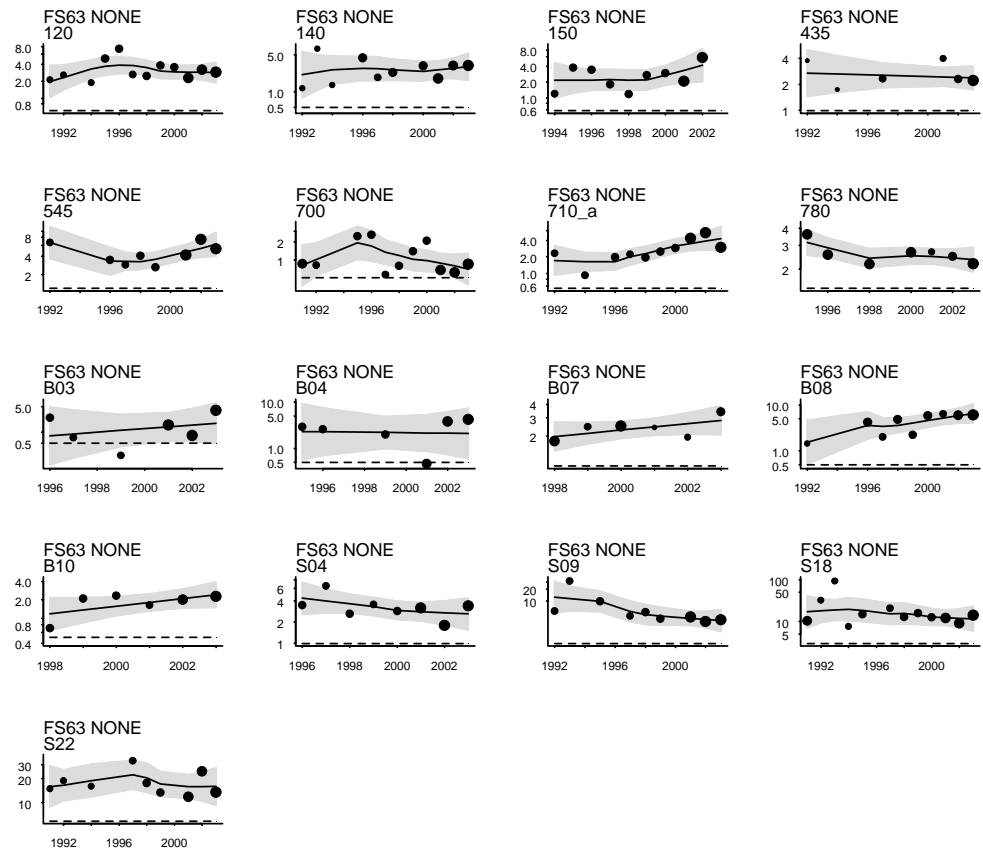 FS63 NONE
120
8.0
4.0
2.0
0.8
1992 1996 2000
FS63 NONE
140
5.0
1.0
0.5
1992 1996 2000
FS63 NONE
150
8.0
4.0
2.0
1.0
0.6
1994 1996 1998 2000 2002
FS63 NONE
435
4
2
1
1992 1996 2000
FS63 NONE
545
8
4
2
1992 1996 2000
FS63 NONE
700
2
1
1992 1996 2000
FS63 NONE
710_a
4.0
2.0
1.0
0.6
1992 1996 2000
FS63 NONE
780
4
3
2
1996 1998 2000 2002
FS63 NONE
B03
5.0
0.5
1996 1998 2000 2002
FS63 NONE
B04
10.0
5.0
1.0
0.5
1996 1998 2000 2002
FS63 NONE
B07
4
3
2
1998 2000 2002
FS63 NONE
B08
10.0
5.0
1.0
0.5
1992 1996 2000
FS63 NONE
B10
4.0
2.0
0.8
0.4
1998 2000 2002
FS63 NONE
S04
6
4
2
1
1996 1998 2000 2002
FS63 NONE
S09
20
10
1992 1996 2000
FS63 NONE
S18
100
50
10
5
1992 1996 2000
FS63 NONE
S22
30
20
10
1992 1996 2000